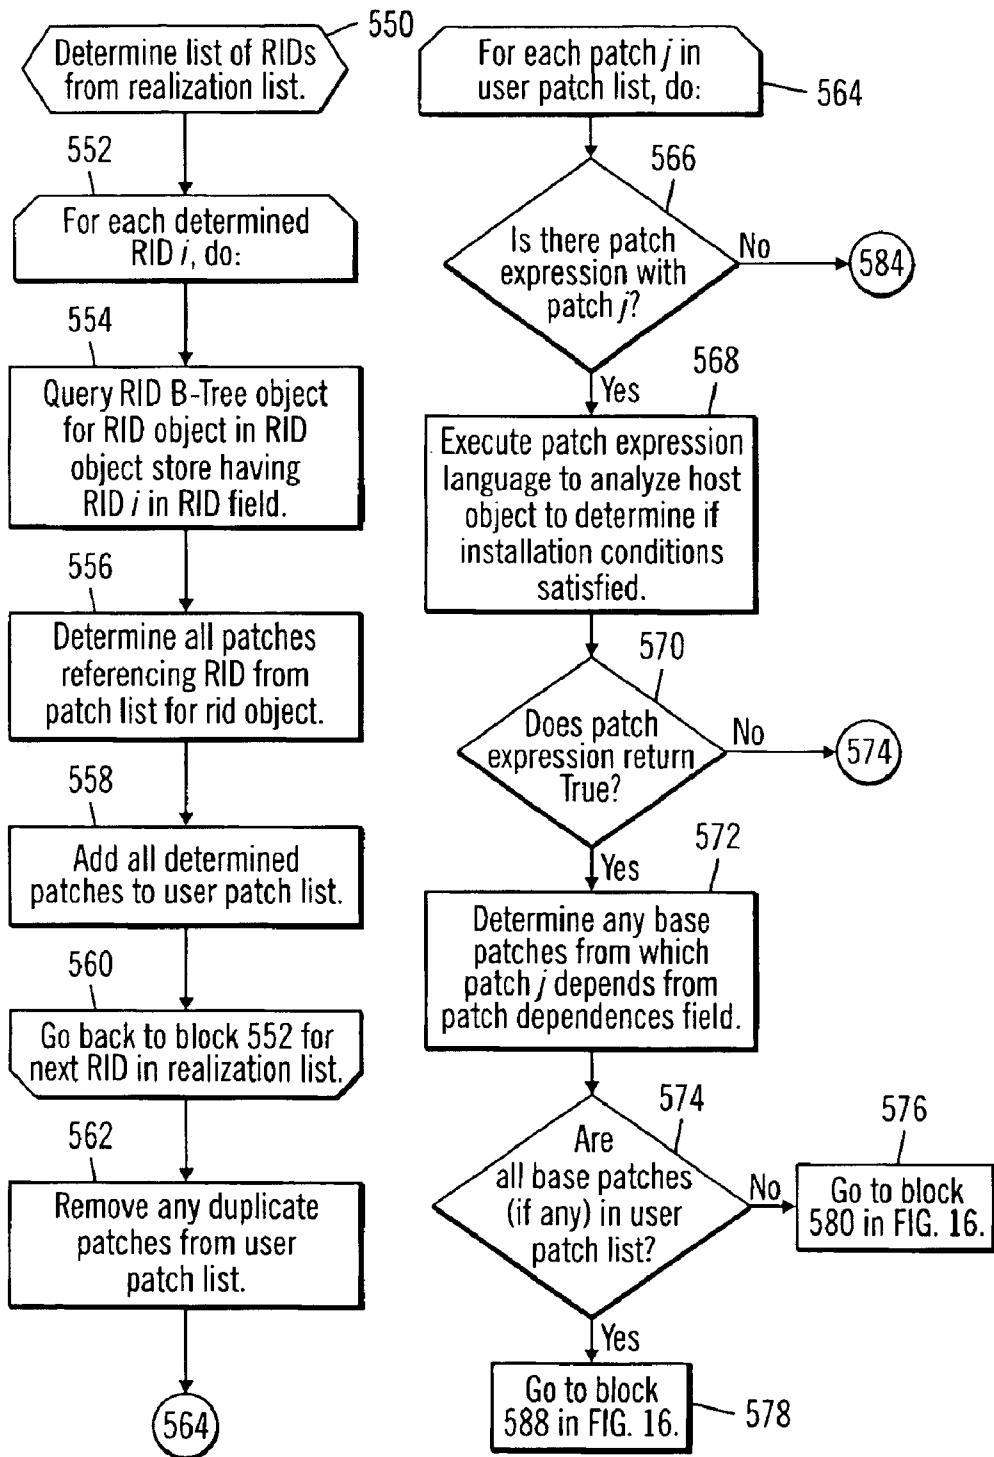 550
Determine list of RIDs
from realization list.
552
For each determined
RID i, do:
554
Query RID B-Tree object
for RID object in RID
object store having
RID i in RID field.
556
Determine all patches
referencing RID from
patch list for rid object.
558
Add all determined
patches to user patch list.
560
Go back to block 552 for
next RID in realization list.
562
Remove any duplicate
patches from user
patch list.
564
For each patch j in
user patch list, do:
564
566
Is there patch
expression with
patch j?
No
584
Yes
568
Execute patch expression
language to analyze host
object to determine if
installation conditions
satisfied.
570
Does patch
expression return
True?
No
574
Yes
572
Determine any base
patches from which
patch j depends from
patch dependences field.
574
Are
all base patches
(if any) in user
patch list?
No
576
Go to block
580 in FIG. 16.
Yes
Go to block
588 in FIG. 16.
578